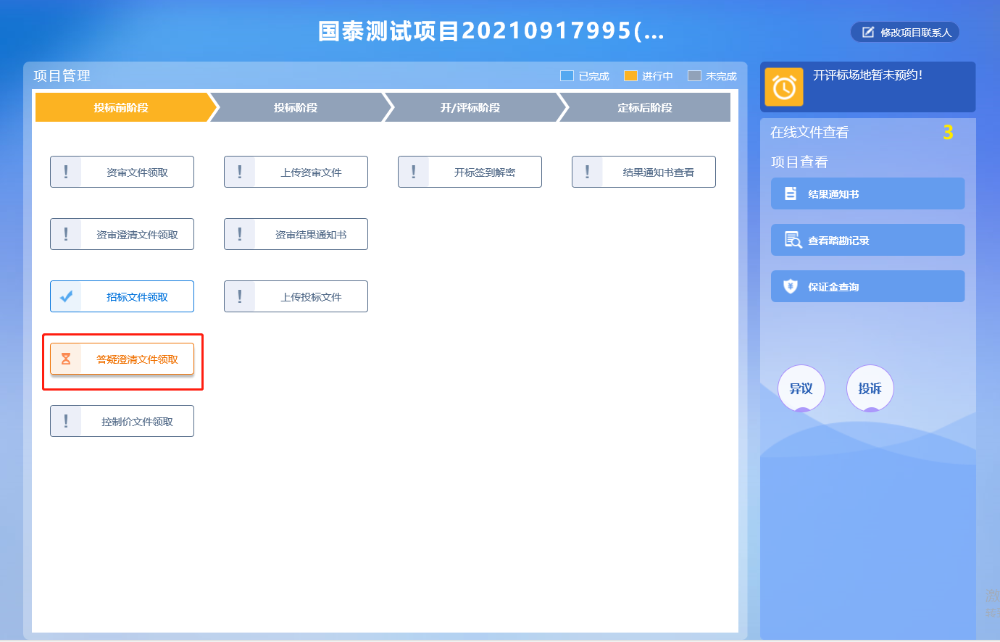 国泰测试项目20210917995(...
修改项目联系人
项目管理
已完成
进行中
未完成
投标前阶段
投标阶段
开/评标阶段
定标后阶段
资审文件领取
上传资审文件
开标签到解密
结果通知书查看
资审澄清文件领取
资审结果通知书
招标文件领取
上传投标文件
答疑澄清文件领取
控制价文件领取
开评标场地暂未预约！
在线文件查看
3
项目查看
结果通知书
查看踏勘记录
保证金查询
异议
投诉